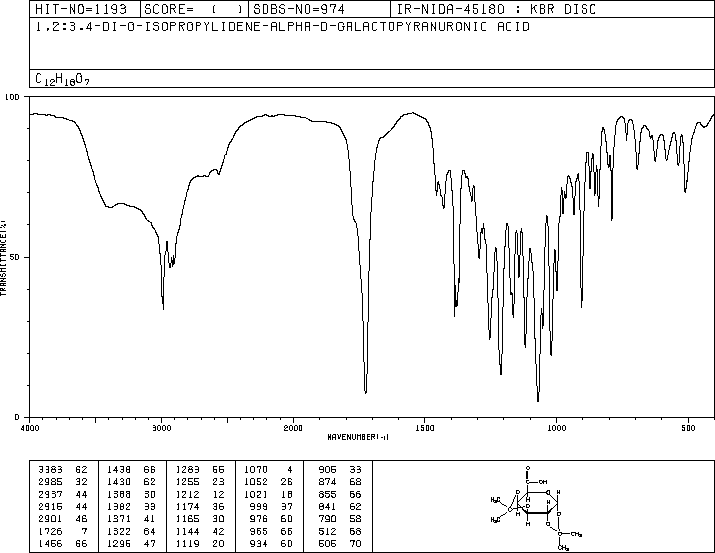 HIT-NO=1193 SCORE= ( ) SDBS-NO=974 IR-NIDA-45180 : KBR DISC
1,2:3,4-DI-O-ISOPROPYLIDENE-ALPHA-D-GALACTOPYRANURONIC ACID
C12H18O7
100
50
0
TRANSMITTANCE(%)
4000 3000 2000 1500 1000 500
WAVENUMBER(-1)
3383 62 1438 66 1283 55 1070 4 905 33
2985 32 1430 62 1255 23 1052 26 874 68
2937 44 1388 30 1212 12 1021 18 855 66
2915 44 1382 33 1174 36 999 37 841 62
2901 46 1371 41 1165 30 976 60 790 58
1726 7 1322 64 1144 42 965 66 512 68
1456 66 1296 47 1119 20 934 60 505 70
O
OH
O
O
O
O
O
H3C
H3C
CH3
CH3